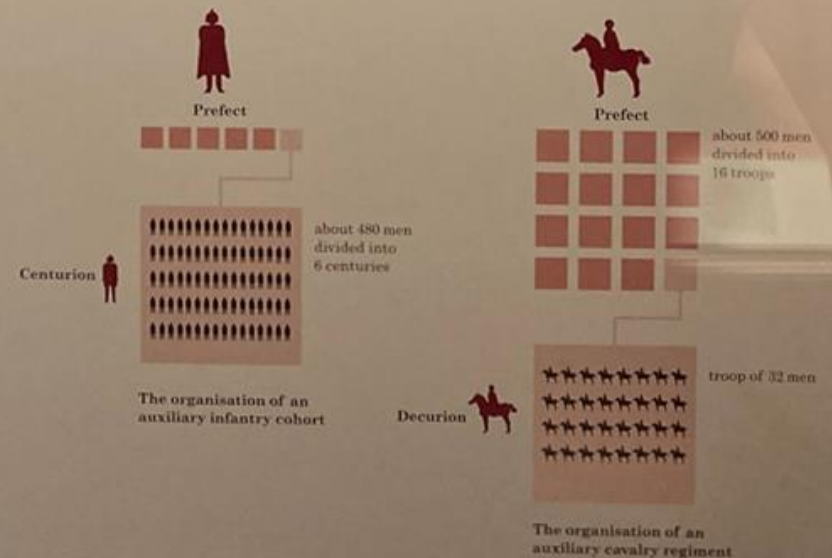 Prefect
about 480 men
divided into
6 centuries
Centurion
The organisation of an
auxiliary infantry cohort
Prefect
about 500 men
divided into
16 troops
troop of 32 men
Decurion
The organisation of an
auxiliary cavalry regiment